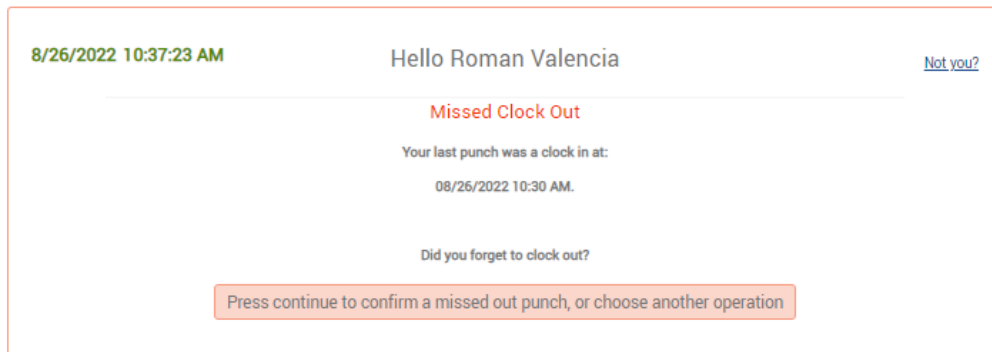 8/26/2022 10:37:23 AM
Hello Roman Valencia
Not you?
Missed Clock Out
Your last punch was a clock in at:
08/26/2022 10:30 AM.
Did you forget to clock out?
Press continue to confirm a missed out punch, or choose another operation